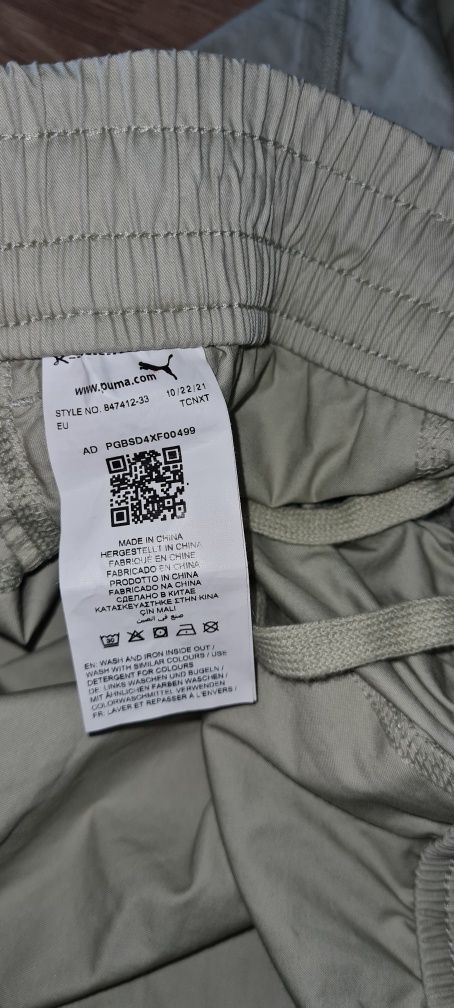 www.puma.com
STYLE NO. 847412-33 10/22/21
EU TCNXT
AD PGBSD4XF00499
MADE IN CHINA
HERGESTELLT IN CHINA
FABRIQUÉ EN CHINE
FABRICADO EN CHINA
PRODOTTO IN CHINA
FABRICADO NA CHINA
СДЕЛАНО В КИТАЕ
ΚΑΤΑΣΚΕΥΑΣΤΗΚΕ ΣΤΗΝ ΚΙΝΑ
ÇİN MALI
صنع في الصين
30
EN: WASH AND IRON INSIDE OUT /
WASH WITH SIMILAR COLOURS / USE
DETERGENT FOR COLOURS
DE: LINKS WASCHEN UND BÜGELN /
MIT ÄHNLICHEN FARBEN WASCHEN /
COLORWASCHMITTEL VERWENDEN
FR: LAVER ET REPASSER À L'ENVERS /